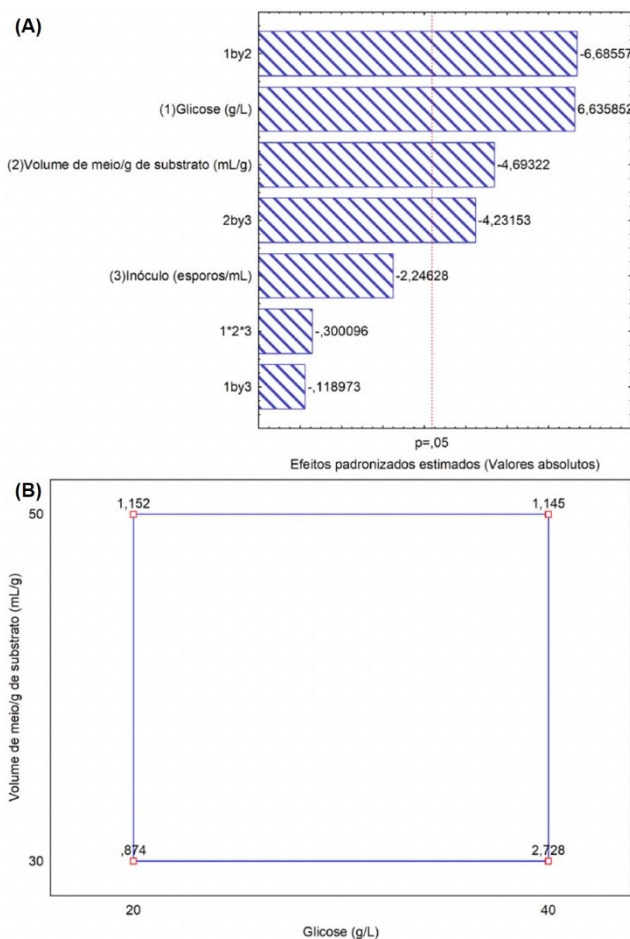 (A)
1by2
-6,68557
(1)Glicose (g/L)
6,635852
(2)Volume de meio/g de substrato (mL/g)
-4,69322
2by3
-4,23153
(3)Inóculo (esporos/mL)
-2,24628
1*2*3
-,300096
1by3
-,118973
p=,05
Efeitos padronizados estimados (Valores absolutos)
(B)
50
1,152
1,145
Volume de meio/g de substrato (mL/g)
30
,874
2,728
20
40
Glicose (g/L)